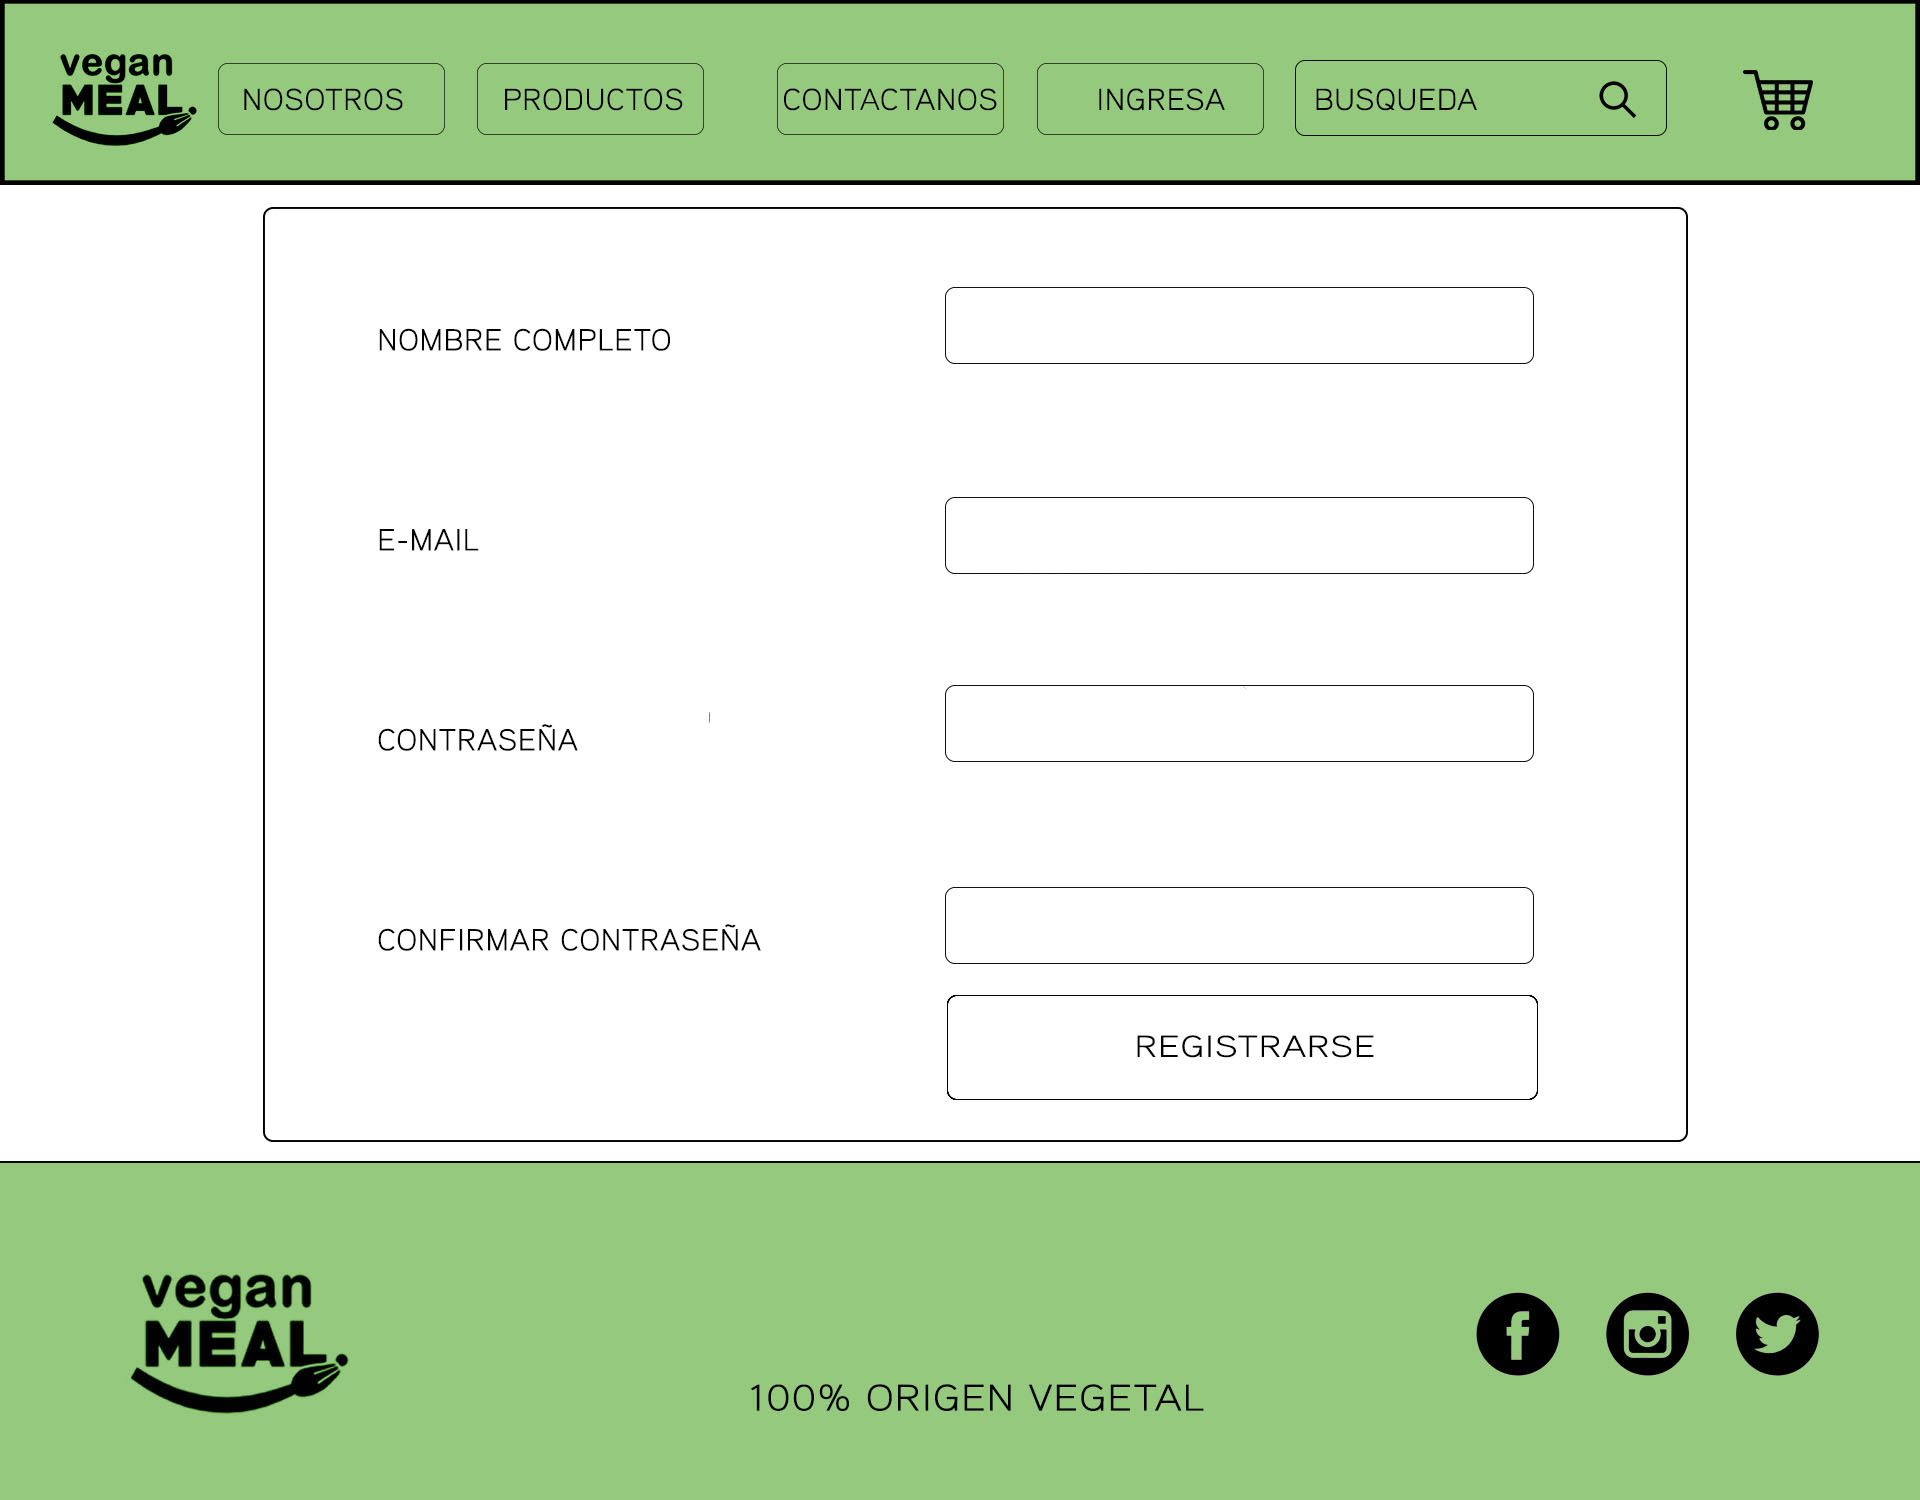 vegan
MEAL.
NOSOTROS
PRODUCTOS
CONTACTANOS
INGRESA
BUSQUEDA
NOMBRE COMPLETO
E-MAIL
CONTRASEÑA
CONFIRMAR CONTRASEÑA
REGISTRARSE
vegan
MEAL.
100% ORIGEN VEGETAL